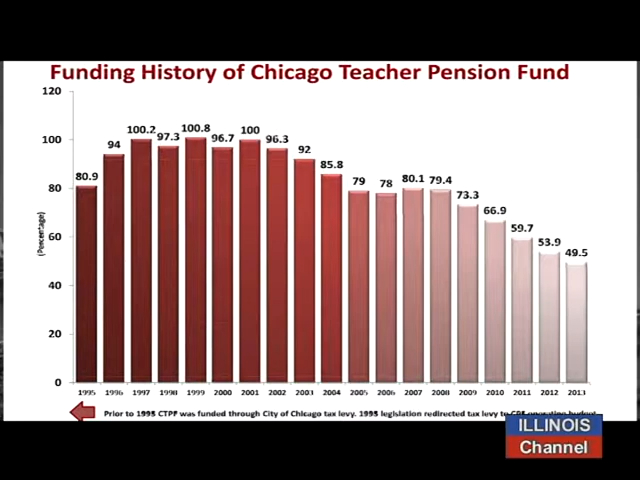 Funding History of Chicago Teacher Pension Fund
120
100
80
60
40
20
0
(Percentage)
80.9 94 100.2 97.3 100.8 96.7 100 96.3 92 85.8 79 78 80.1 79.4 73.3 66.9 59.7 53.9 49.5
1995 1996 1997 1998 1999 2000 2001 2002 2003 2004 2005 2006 2007 2008 2009 2010 2011 2012 2013
Prior to 1995 CTPF was funded through City of Chicago tax levy. 1995 legislation redirected tax levy to CPS operating budget
ILLINOIS
Channel